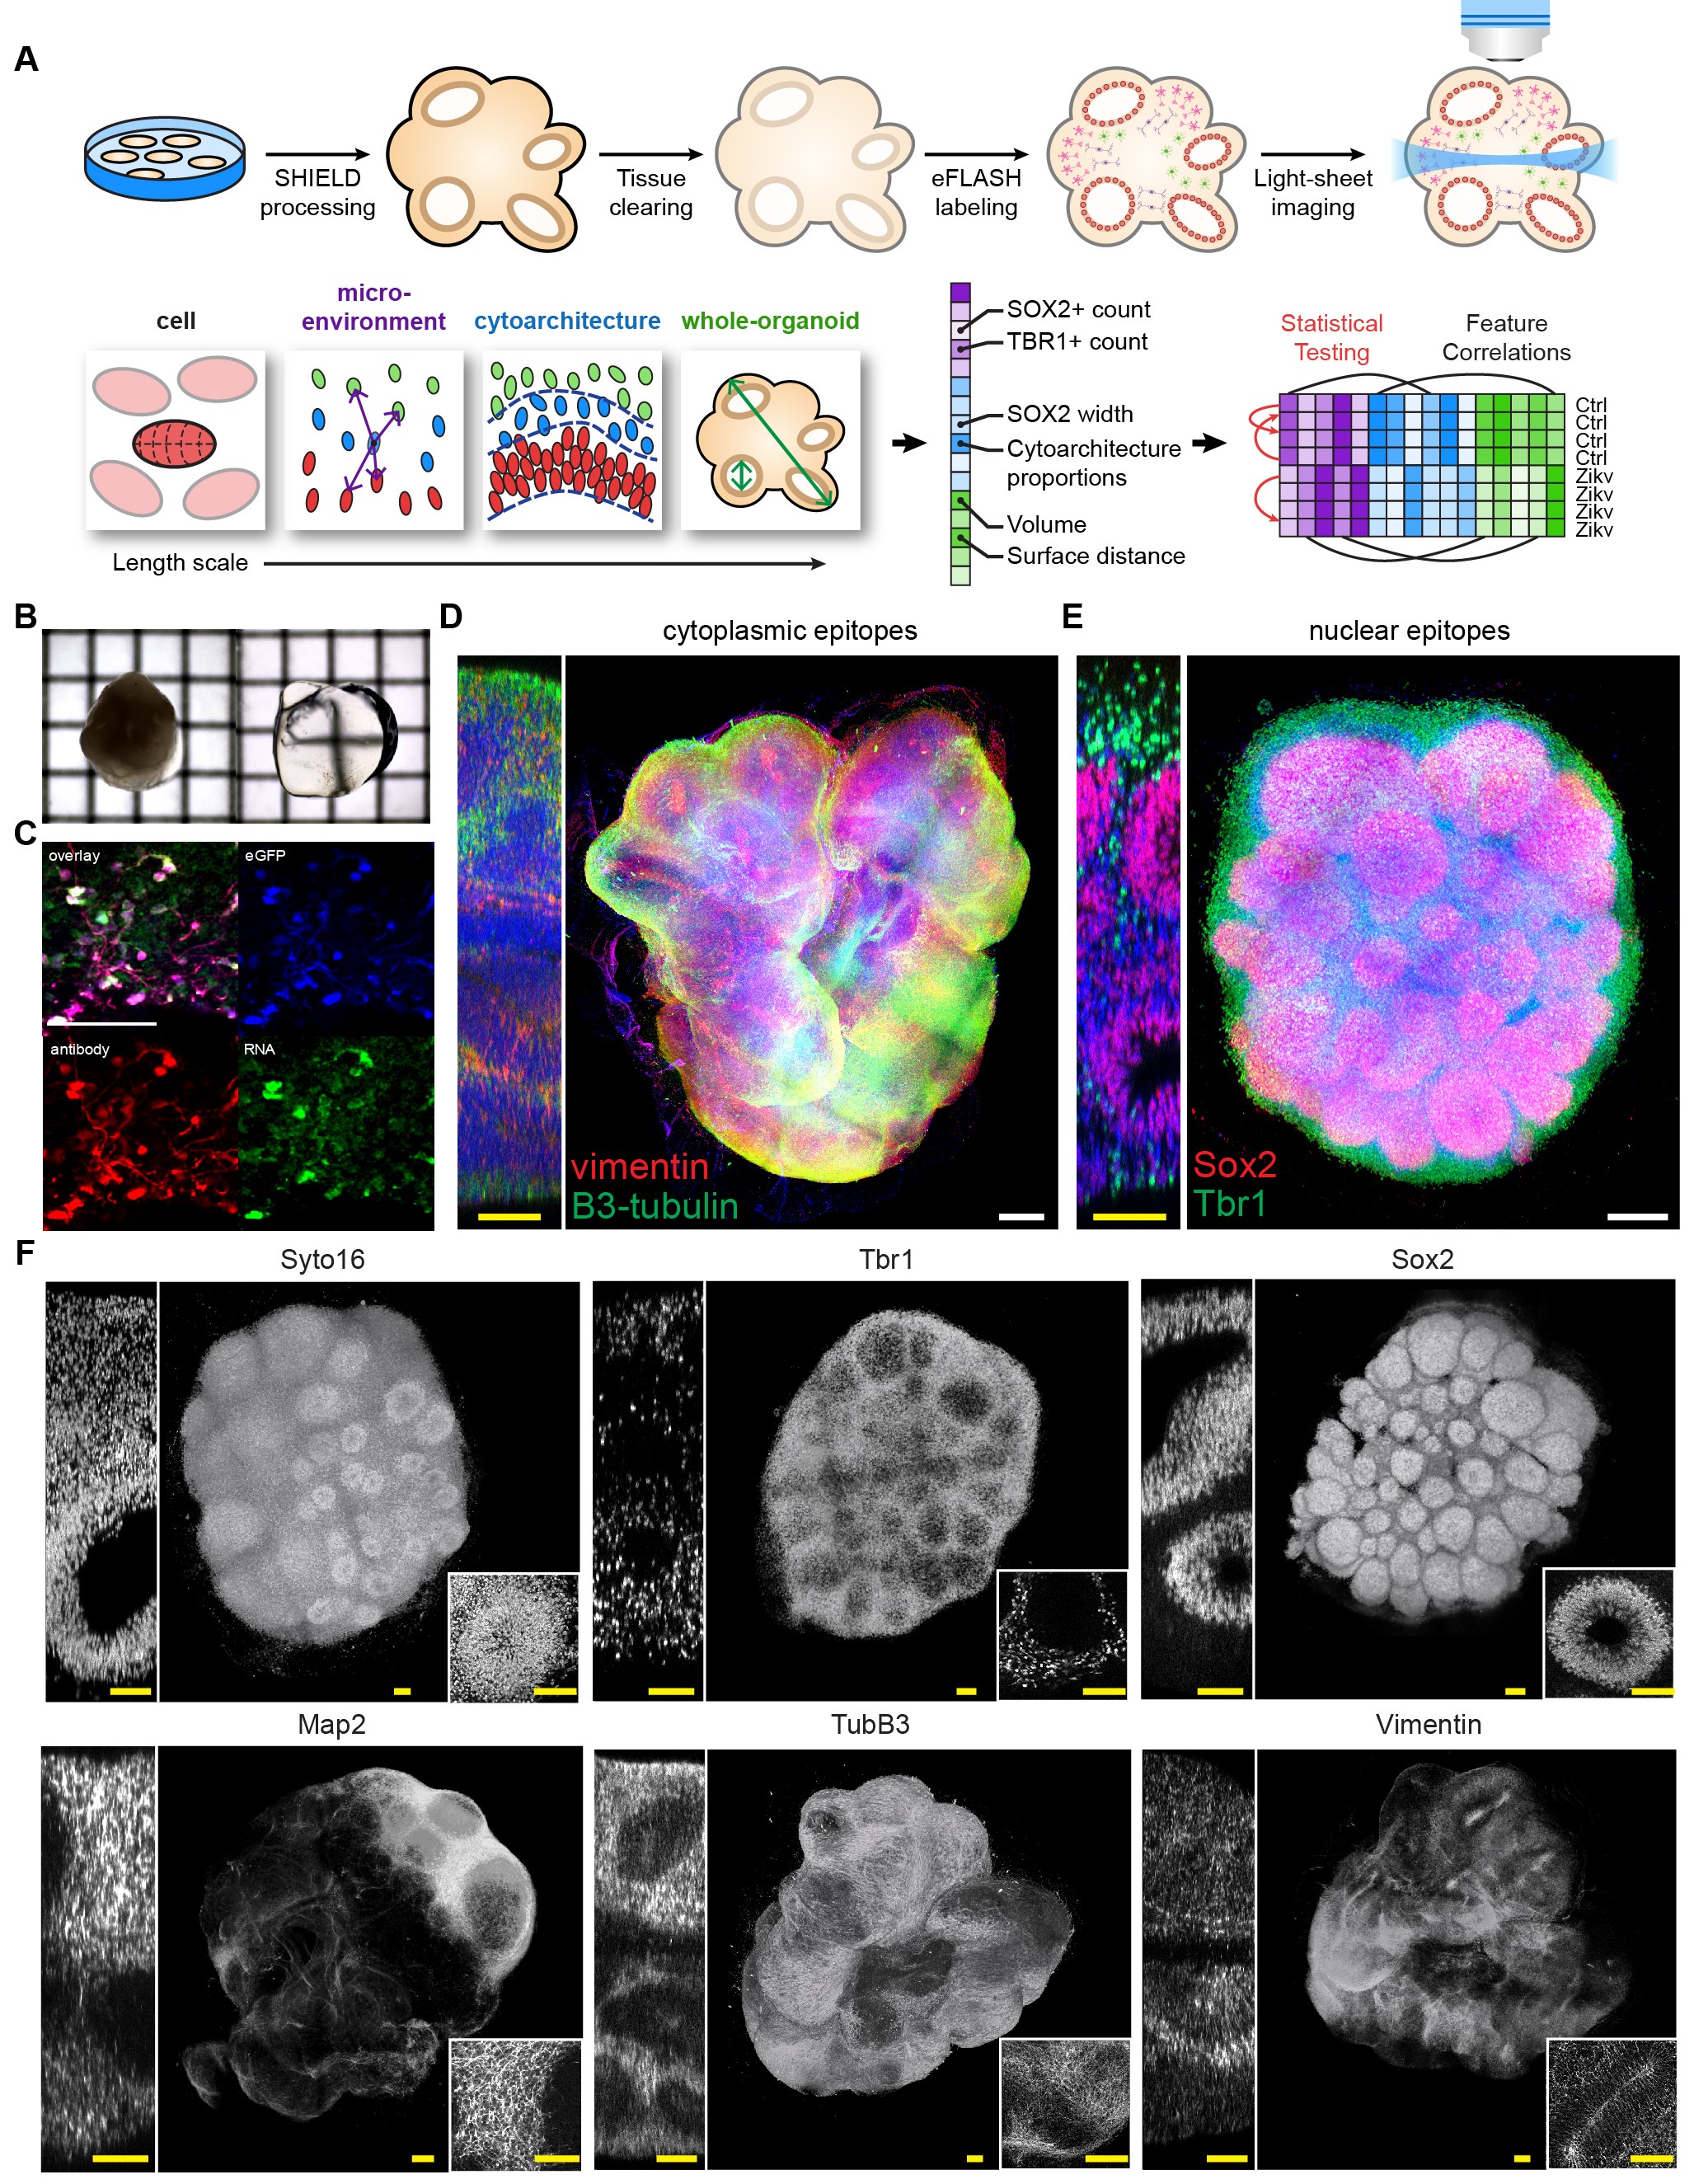 A
SHIELD
processing
Tissue
clearing
eFLASH
labeling
Light-sheet
imaging
cell
micro-
environment
cytoarchitecture
whole-organoid
Length scale
SOX2+ count
TBR1+ count
SOX2 width
Cytoarchitecture
proportions
Volume
Surface distance
Statistical
Testing
Feature
Correlations
Ctrl
Ctrl
Ctrl
Ctrl
Zikv
Zikv
Zikv
Zikv
B
C
overlay
eGFP
antibody
RNA
D
cytoplasmic epitopes
vimentin
B3-tubulin
E
nuclear epitopes
Sox2
Tbr1
F
Syto16
Tbr1
Sox2
Map2
TubB3
Vimentin